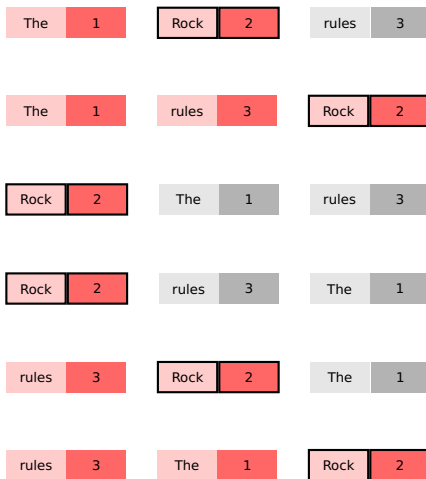 The 1 Rock 2 rules 3
The 1 rules 3 Rock 2
Rock 2 The 1 rules 3
Rock 2 rules 3 The 1
rules 3 Rock 2 The 1
rules 3 The 1 Rock 2